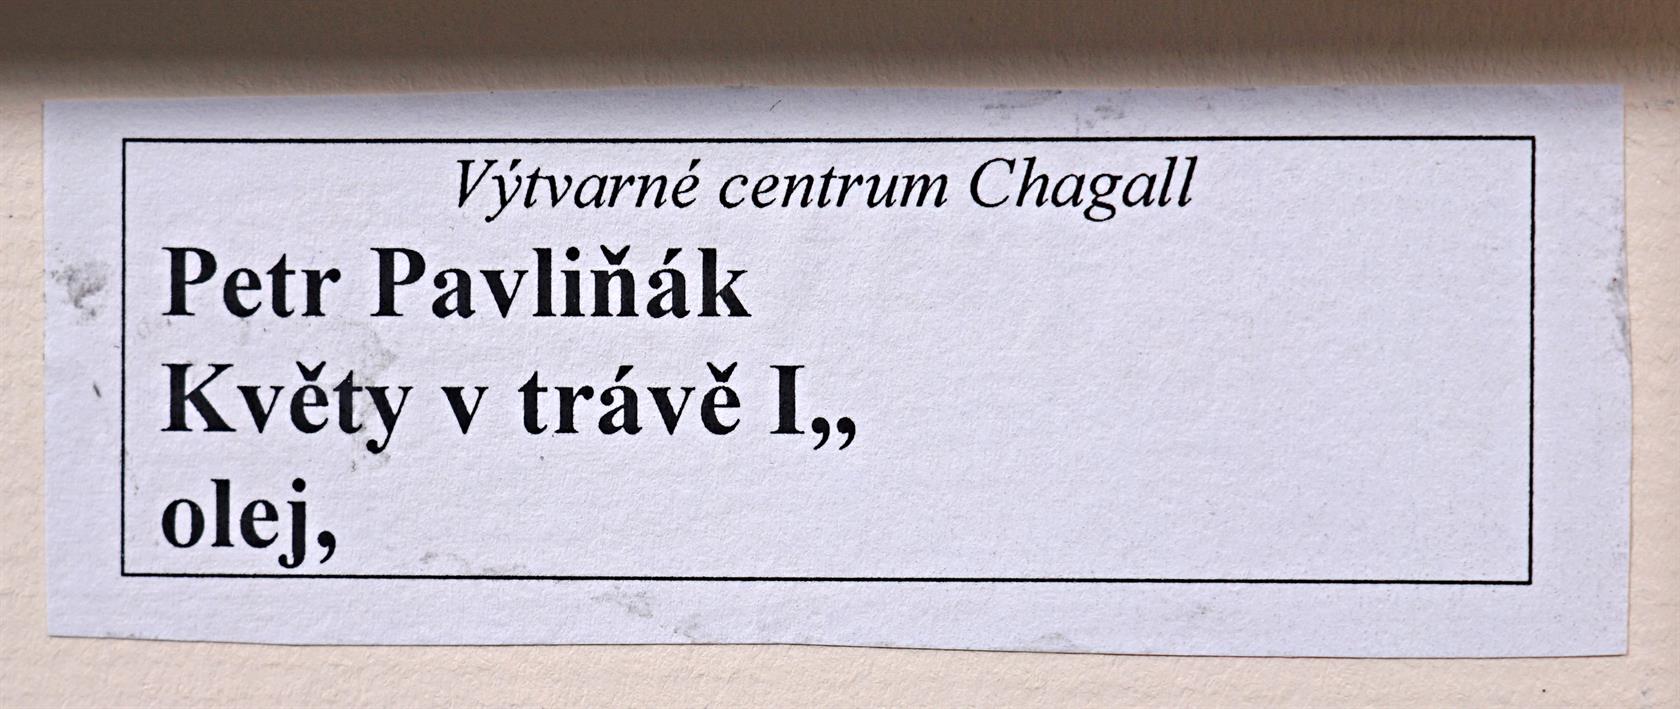 Výtvarné centrum Chagall
Petr Pavliňák
Květy v trávě I,,
olej,